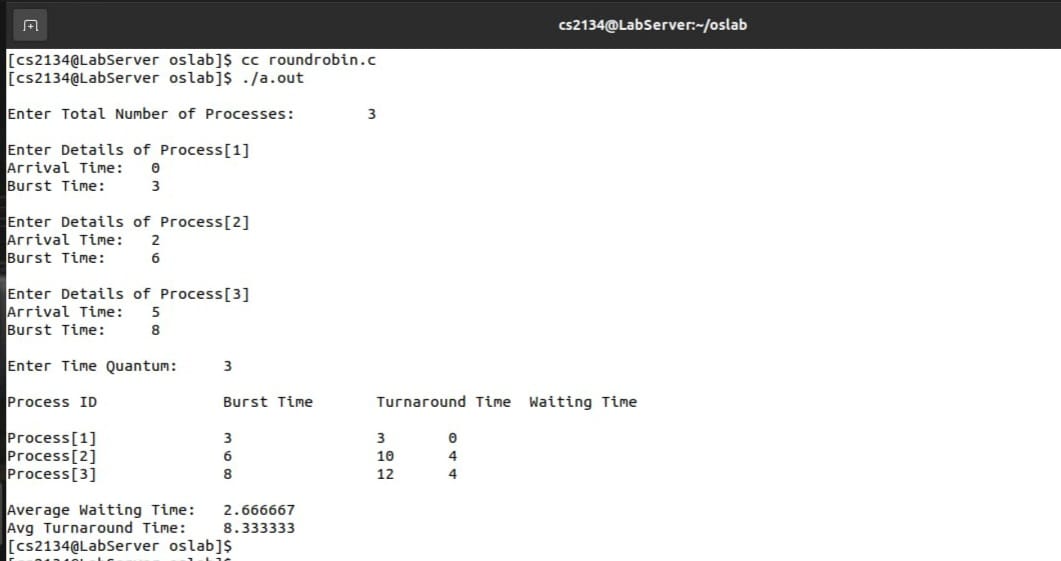 cs2134@LabServer:~/oslab
[cs2134@LabServer oslab]$ cc roundrobin.c
[cs2134@LabServer oslab]$ ./a.out
Enter Total Number of Processes: 3
Enter Details of Process[1]
Arrival Time: 0
Burst Time: 3
Enter Details of Process[2]
Arrival Time: 2
Burst Time: 6
Enter Details of Process[3]
Arrival Time: 5
Burst Time: 8
Enter Time Quantum: 3
Process ID Burst Time Turnaround Time Waiting Time
Process[1] 3 3 0
Process[2] 6 10 4
Process[3] 8 12 4
Average Waiting Time: 2.666667
Avg Turnaround Time: 8.333333
[cs2134@LabServer oslab]$